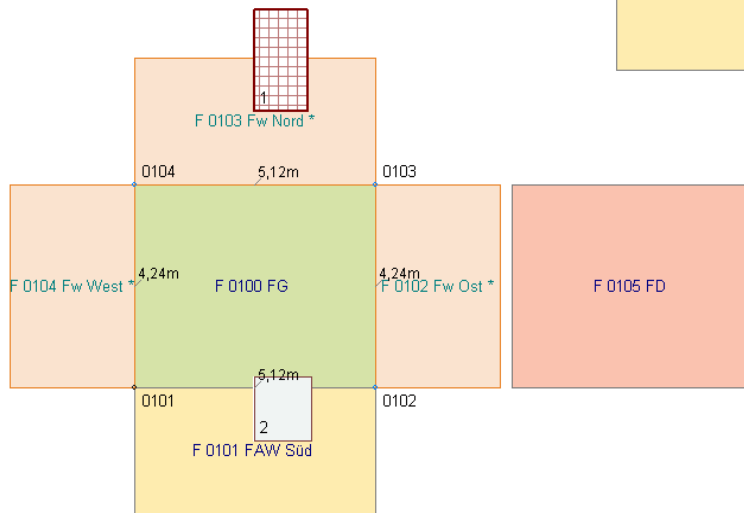 1
F 0103 Fw Nord *
0104
5,12m
0103
4,24m
4,24m
F 0104 Fw West *
F 0100 FG
F 0102 Fw Ost *
F 0105 FD
5,12m
0101
0102
2
F 0101 FAW Süd